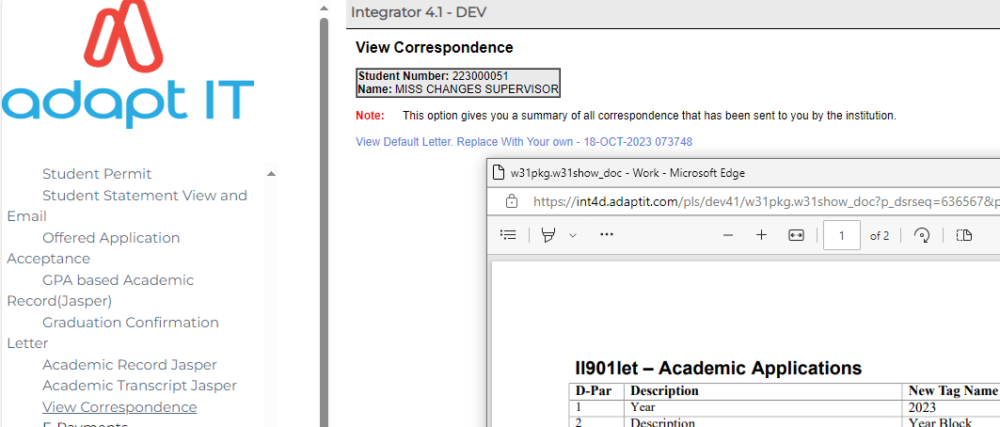 adapt IT
Student Permit
Student Statement View and
Email
Offered Application
Acceptance
GPA based Academic
Record(Jasper)
Graduation Confirmation
Letter
Academic Record Jasper
Academic Transcript Jasper
View Correspondence
E-Payments
Integrator 4.1 - DEV
View Correspondence
Student Number: 223000051
Name: MISS CHANGES SUPERVISOR
Note: This option gives you a summary of all correspondence that has been sent to you by the institution.
View Default Letter. Replace With Your own - 18-OCT-2023 073748
w31pkg.w31show_doc - Work - Microsoft Edge
https://int4d.adaptit.com/pls/dev41/w31pkg.w31show_doc?p_dsrseq=636567&p
1 of 2
ll901let – Academic Applications
D-Par Description New Tag Name
1 Year 2023
2 Description Year Block